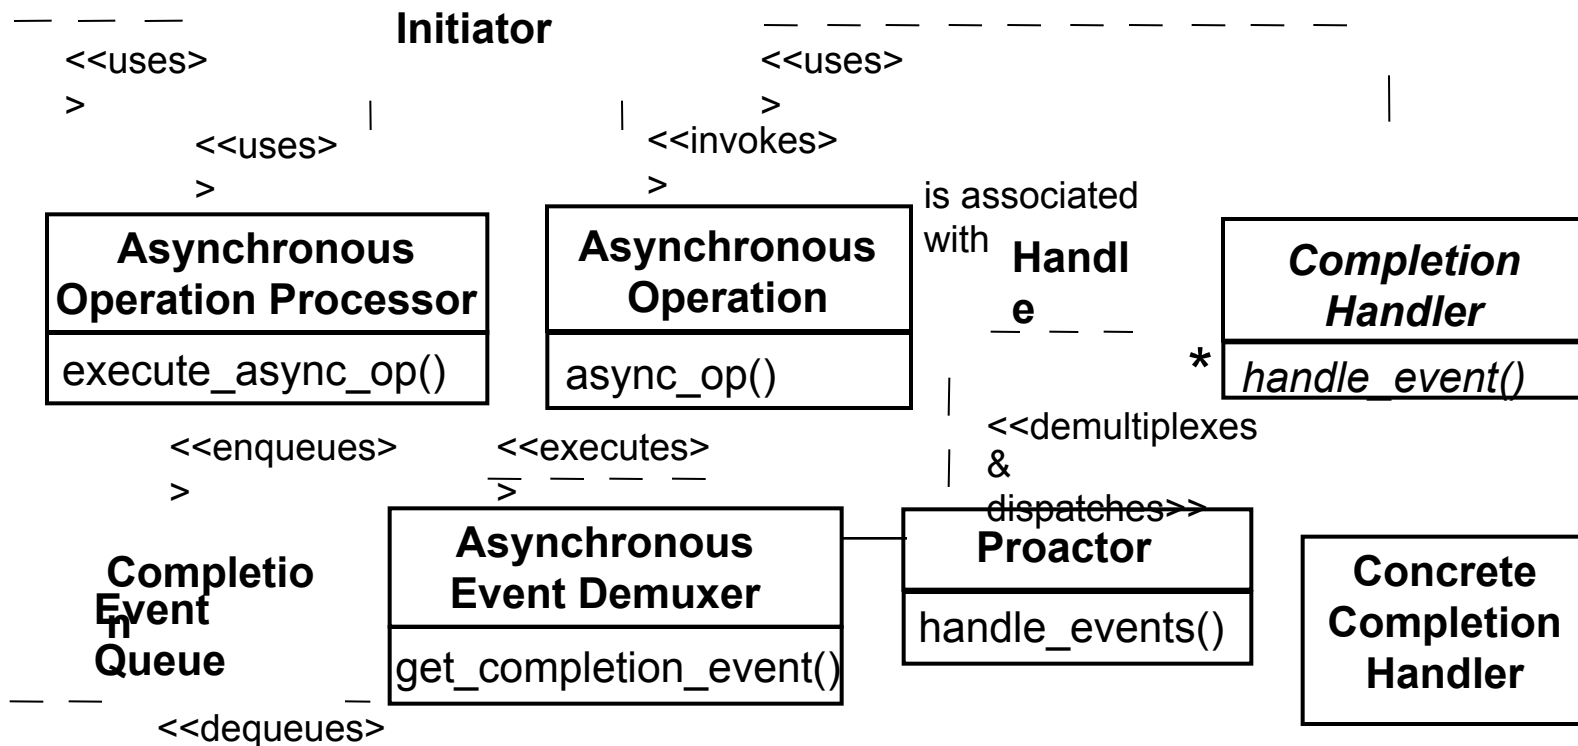 Initiator
<<uses>
>
<<uses>
>
<<uses>
>
<<invokes>
>
is associated
with
Asynchronous
Operation Processor
execute_async_op()
Asynchronous
Operation
async_op()
Handl
e
Completion
Handler
*
handle_event()
<<enqueues>
>
<<executes>
>
<<demultiplexes
&
dispatches>>
Completio
n
Event
Queue
Asynchronous
Event Demuxer
get_completion_event()
Proactor
handle_events()
Concrete
Completion
Handler
<<dequeues>